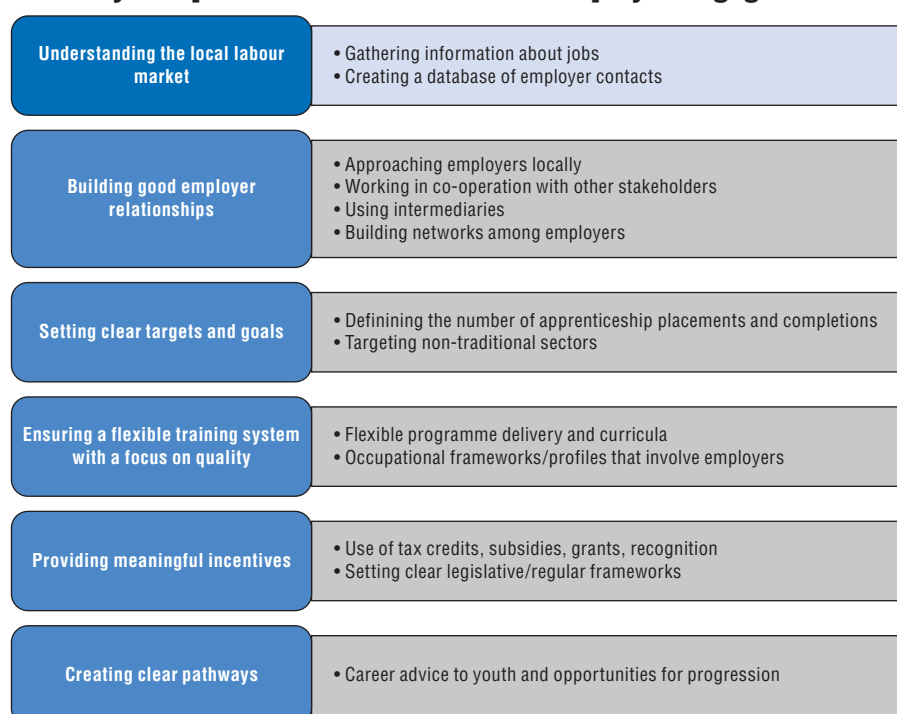 Understanding the local labour
market
• Gathering information about jobs
• Creating a database of employer contacts
Building good employer
relationships
• Approaching employers locally
• Working in co-operation with other stakeholders
• Using intermediaries
• Building networks among employers
Setting clear targets and goals
• Definining the number of apprenticeship placements and completions
• Targeting non-traditional sectors
Ensuring a flexible training system
with a focus on quality
• Flexible programme delivery and curricula
• Occupational frameworks/profiles that involve employers
Providing meaningful incentives
• Use of tax credits, subsidies, grants, recognition
• Setting clear legislative/regular frameworks
Creating clear pathways
• Career advice to youth and opportunities for progression